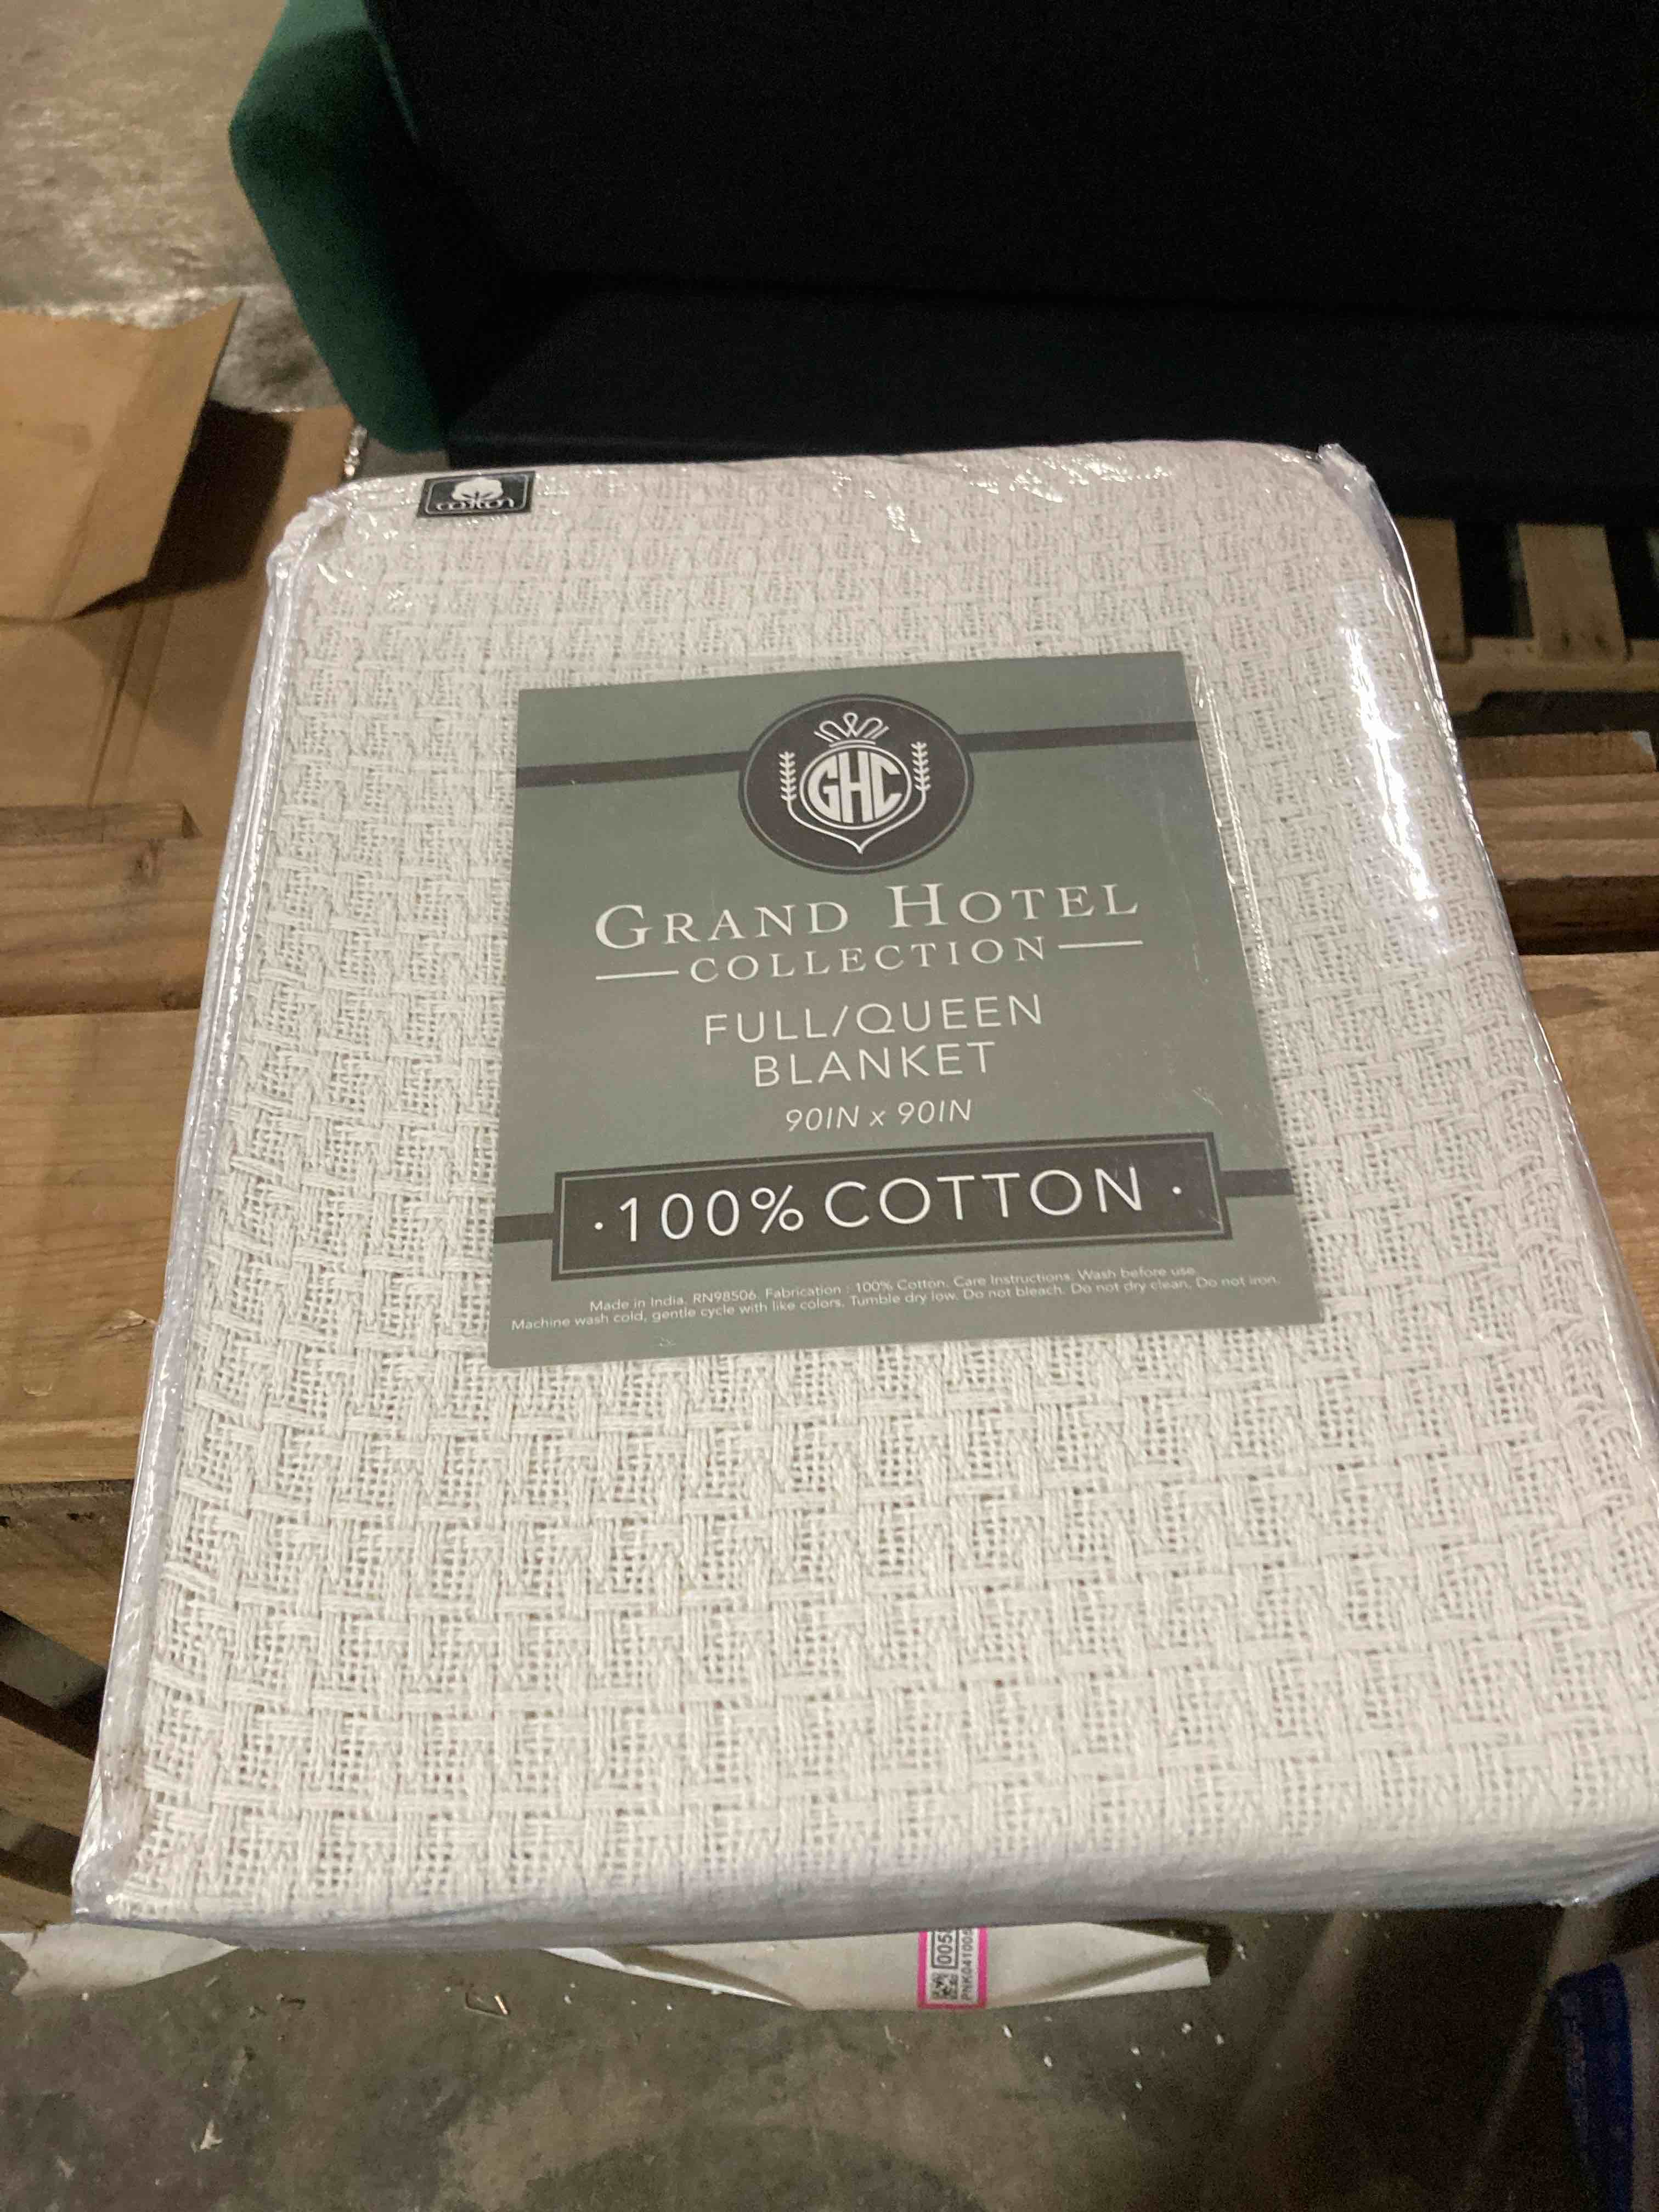 cotton
GHC
GRAND HOTEL
COLLECTION
FULL/QUEEN
BLANKET
90IN x 90IN
·100% COTTON·
Made in India. RN98506. Fabrication : 100% Cotton. Care Instructions: Wash before use.
Machine wash cold, gentle cycle with like colors. Tumble dry low. Do not bleach. Do not dry clean. Do not iron.